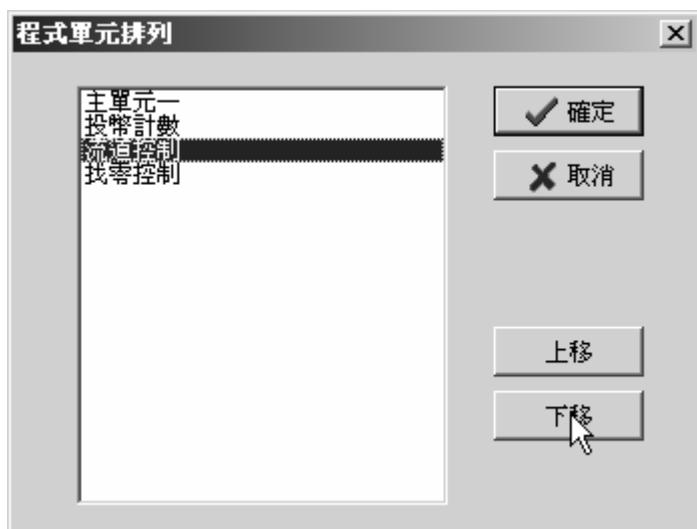 程式單元排列
主單元一
投幣計數
流道控制
找零控制
確定
取消
上移
下移